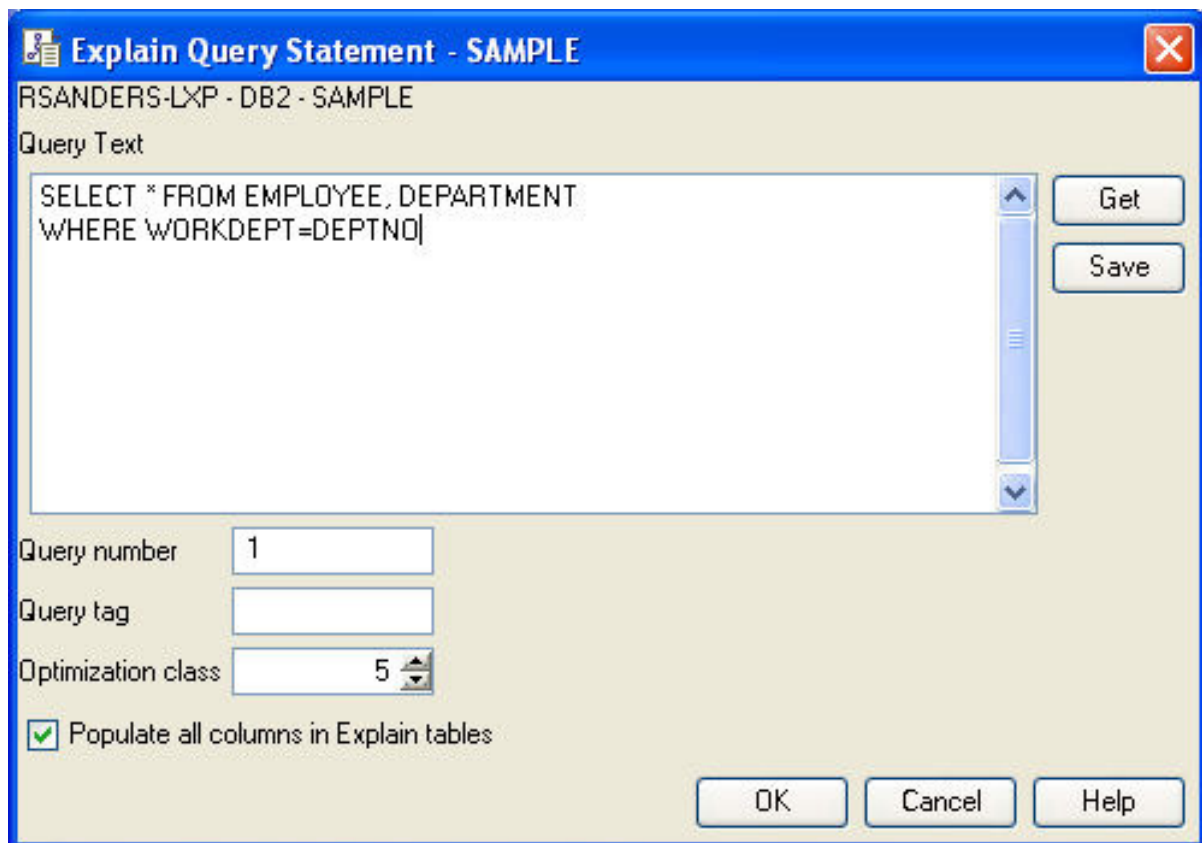 Explain Query Statement - SAMPLE
RSANDERS-LXP - DB2 - SAMPLE
Query Text
SELECT * FROM EMPLOYEE, DEPARTMENT
WHERE WORKDEPT=DEPTNO
Get
Save
Query number 1
Query tag
Optimization class 5
Populate all columns in Explain tables
OK Cancel Help